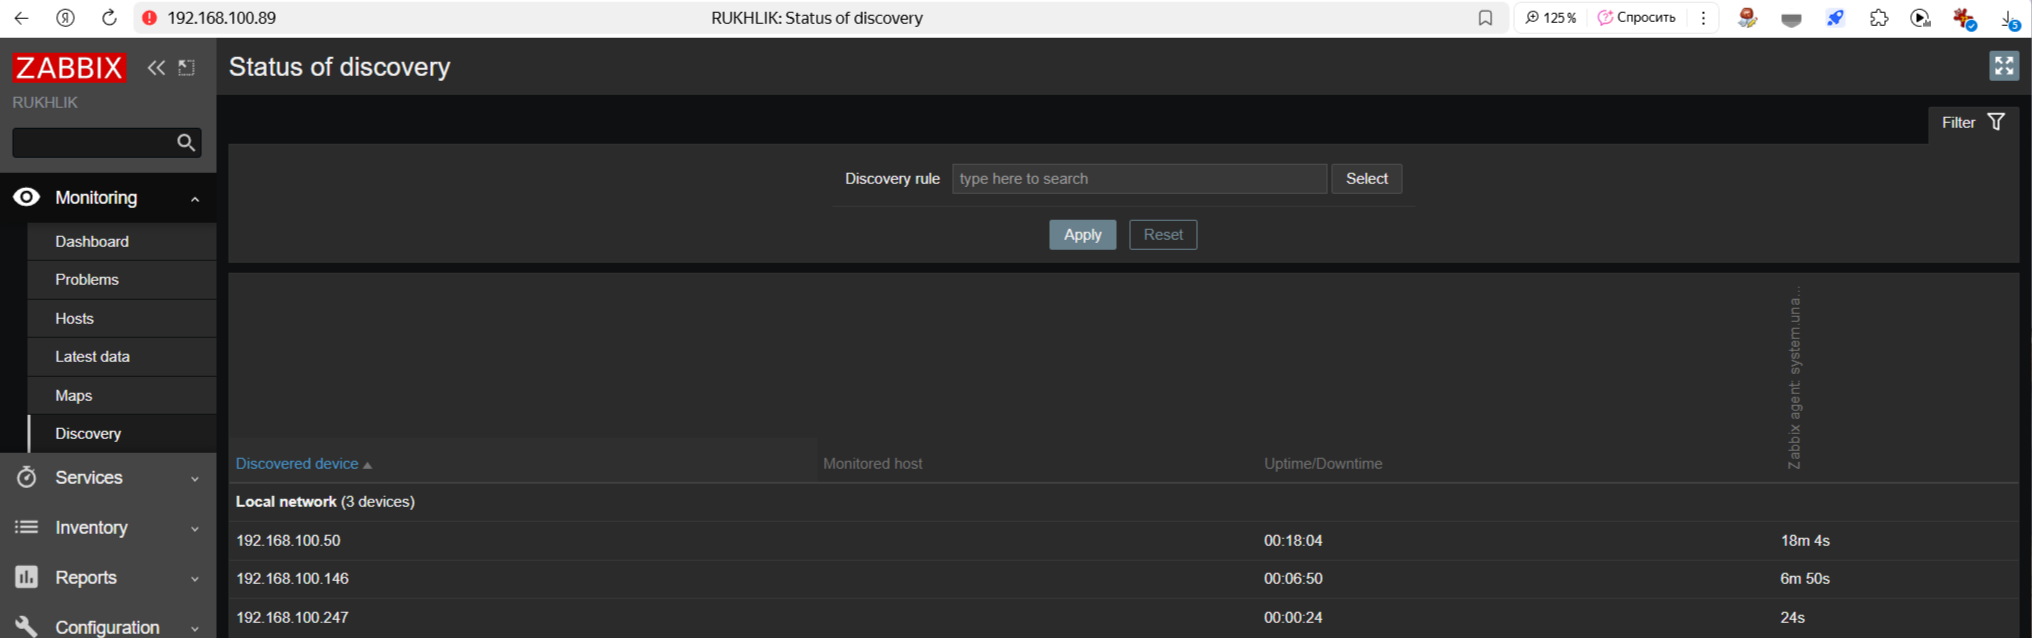 192.168.100.89
RUKHLIK: Status of discovery
125 %
Спросить
5
ZABBIX
RUKHLIK
Monitoring
Dashboard
Problems
Hosts
Latest data
Maps
Discovery
Services
Inventory
Reports
Configuration
Status of discovery
Filter
Discovery rule
type here to search
Select
Apply
Reset
Discovered device
Monitored host
Uptime/Downtime
Zabbix agent: system.una...
Local network (3 devices)
192.168.100.50 00:18:04 18m 4s
192.168.100.146 00:06:50 6m 50s
192.168.100.247 00:00:24 24s